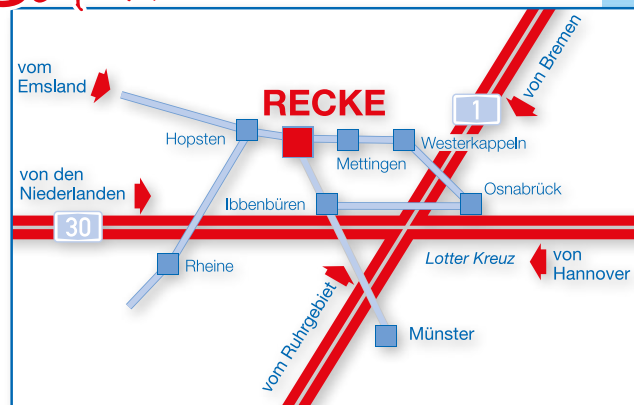 vom
Emsland
von Bremen
RECKE
1
Hopsten
Westerkappeln
Mettingen
von den
Niederlanden
Osnabrück
Ibbenbüren
30
Lotter Kreuz
von
Hannover
Rheine
vom Ruhrgebiet
Münster